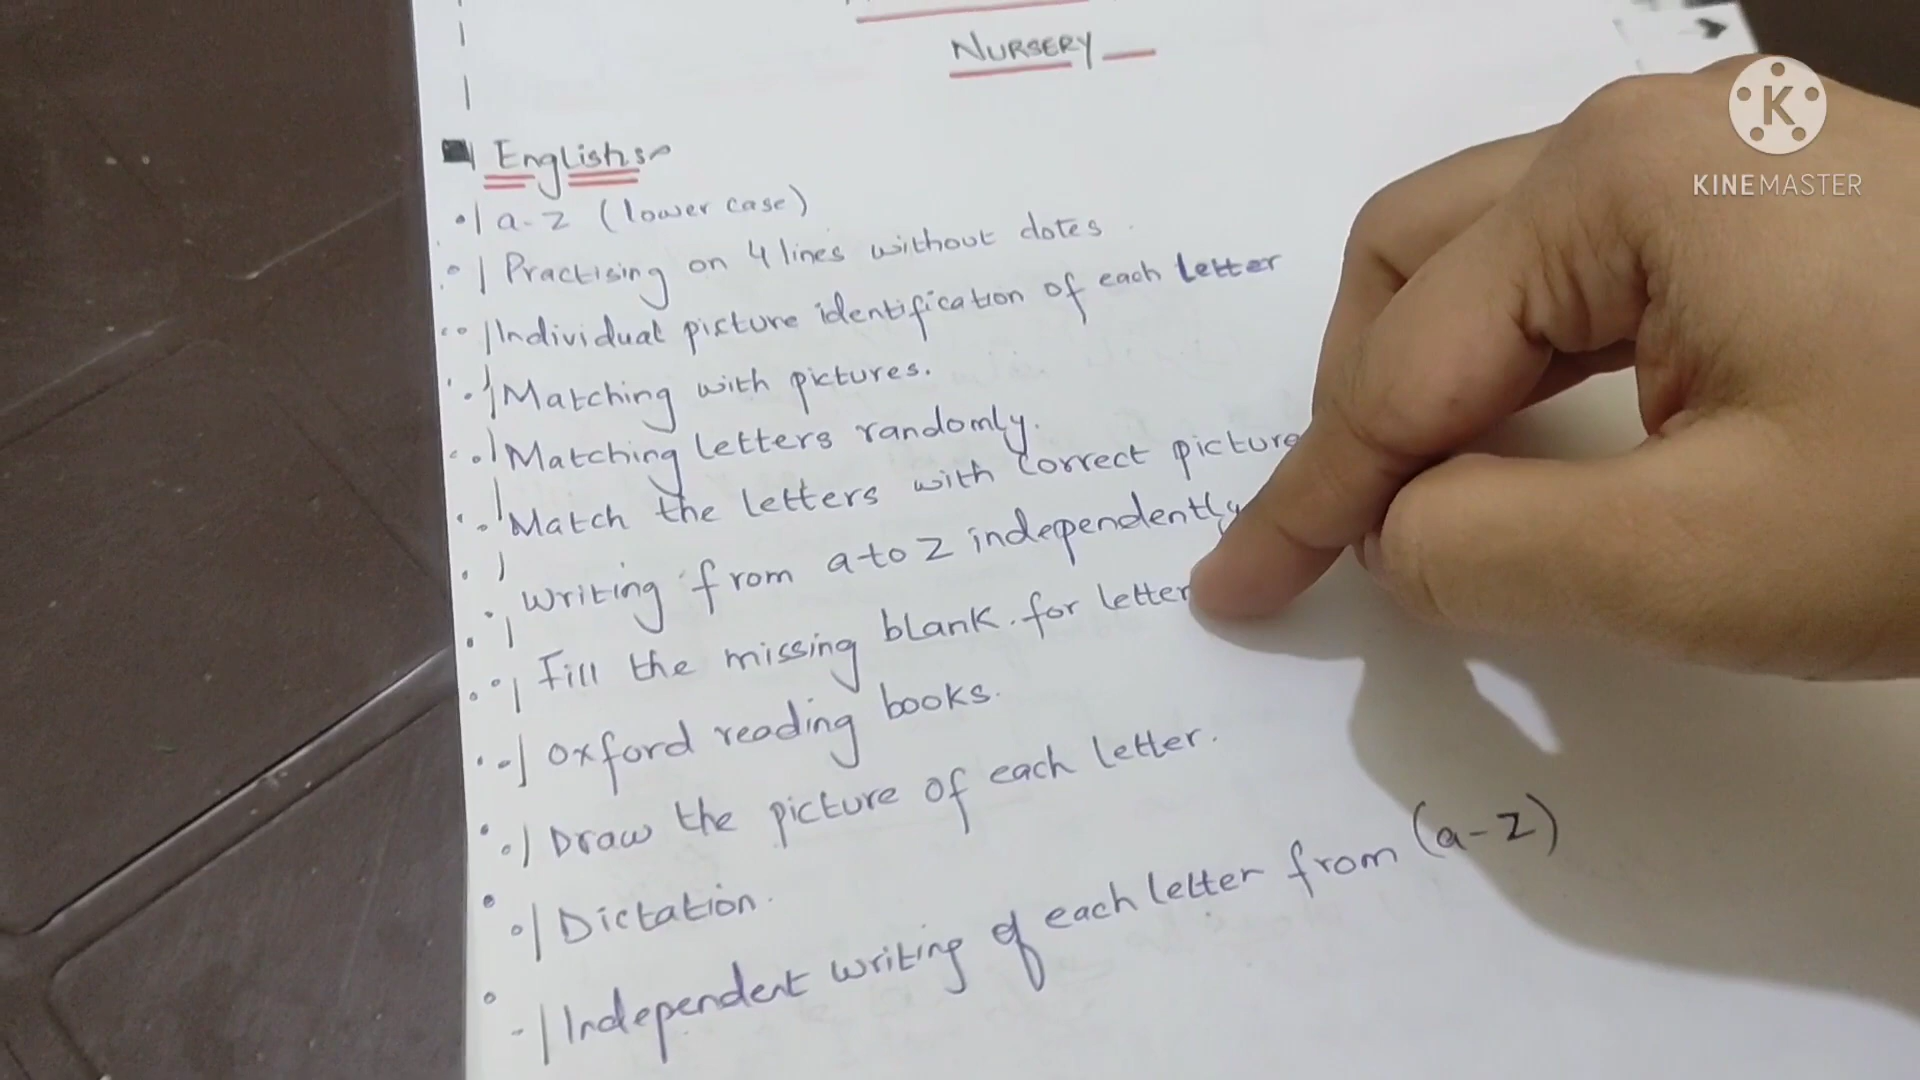 NURSERY
English:-
a-z (lower case)
Practising on 4 lines without dotes
Individual picture identification of each letter
Matching with pictures.
Matching letters randomly.
Match the letters with correct picture
Writing from a to z independently
Fill the missing blank. for letter
Oxford reading books.
Draw the picture of each letter.
Dictation.
Independent writing of each letter from (a-z)
K
KINEMASTER